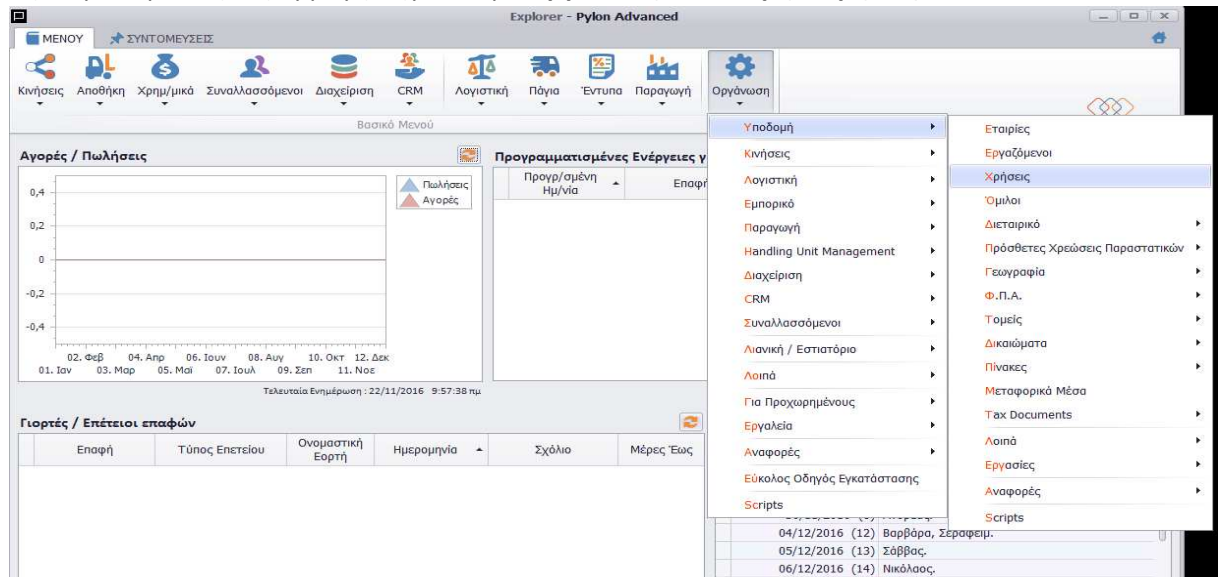 Explorer - Pylon Advanced
ΜΕΝΟΥ
ΣΥΝΤΟΜΕΥΣΕΙΣ
Κινήσεις
Αποθήκη
Χρημ/μικά
Συναλλασσόμενοι
Διαχείριση
CRM
Λογιστική
Πάγια
Έντυπα
Παραγωγή
Οργάνωση
Βασικό Μενού
Αγορές / Πωλήσεις
0,4
0,2
0
-0,2
-0,4
Πωλήσεις
Αγορές
02. Φεβ 04. Απρ 06. Ιουν 08. Αυγ 10. Οκτ 12. Δεκ
01. Ιαν 03. Μαρ 05. Μαϊ 07. Ιουλ 09. Σεπ 11. Νοε
Τελευταία Ενημέρωση : 22/11/2016 9:57:38 πμ
Προγραμματισμένες Ενέργειες γ
Προγρ/σμένη
Ημ/νία
Επαφή
Γιορτές / Επέτειοι επαφών
Επαφή
Τύπος Επετείου
Ονομαστική
Εορτή
Ημερομηνία
Σχόλιο
Μέρες Έως
Υποδομή
Κινήσεις
Λογιστική
Εμπορικό
Παραγωγή
Handling Unit Management
Διαχείριση
CRM
Συναλλασσόμενοι
Λιανική / Εστιατόριο
Λοιπά
Για Προχωρημένους
Εργαλεία
Αναφορές
Εύκολος Οδηγός Εγκατάστασης
Scripts
Εταιρίες
Εργαζόμενοι
Χρήσεις
Όμιλοι
Διεταιρικό
Πρόσθετες Χρεώσεις Παραστατικών
Γεωγραφία
Φ.Π.Α.
Τομείς
Δικαιώματα
Πίνακες
Μεταφορικά Μέσα
Tax Documents
Λοιπά
Εργασίες
Αναφορές
Scripts
04/12/2016 (12) Βαρβάρα, Σεραφείμ.
05/12/2016 (13) Σάββας.
06/12/2016 (14) Νικόλαος.